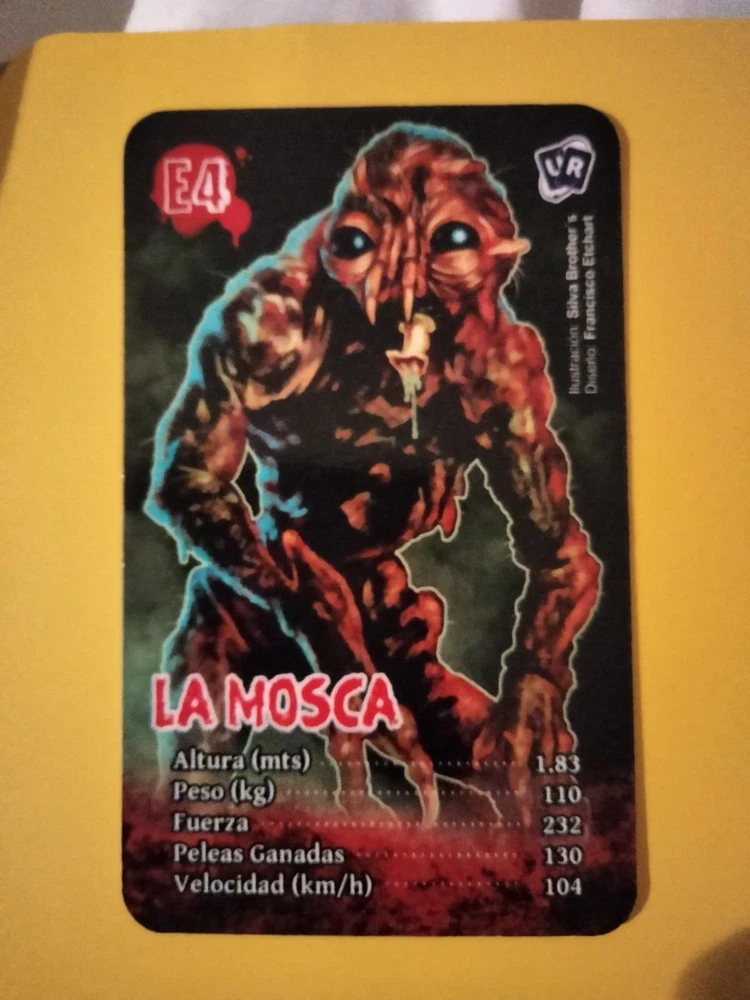 E4
UR
Ilustración: Silva Brother's
Diseño: Francisco Etchart
LA MOSCA
Altura (mts) 1.83
Peso (kg) 110
Fuerza 232
Peleas Ganadas 130
Velocidad (km/h) 104